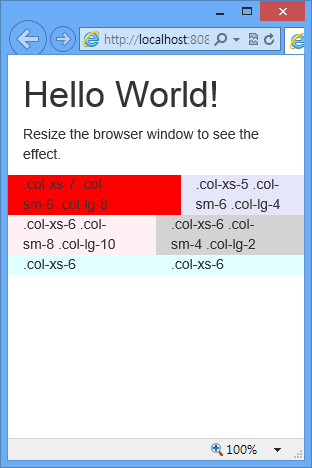 http://localhost:808
Hello World!
Resize the browser window to see the
effect.
.col-xs-7 .col-
sm-6 .col-lg-8
.col-xs-5 .col-
sm-6 .col-lg-4
.col-xs-6 .col-
sm-8 .col-lg-10
.col-xs-6 .col-
sm-4 .col-lg-2
.col-xs-6
.col-xs-6
100%